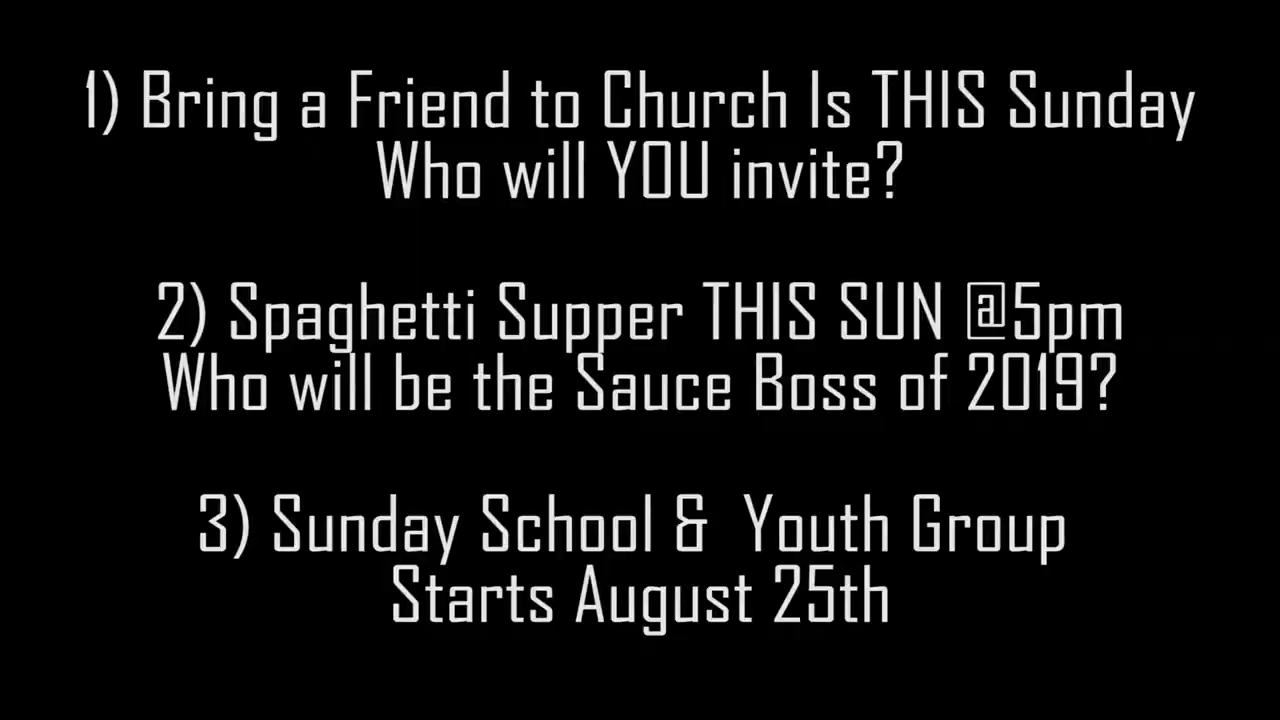 1) Bring a Friend to Church Is THIS Sunday
Who will YOU invite?
2) Spaghetti Supper THIS SUN @5pm
Who will be the Sauce Boss of 2019?
3) Sunday School & Youth Group
Starts August 25th